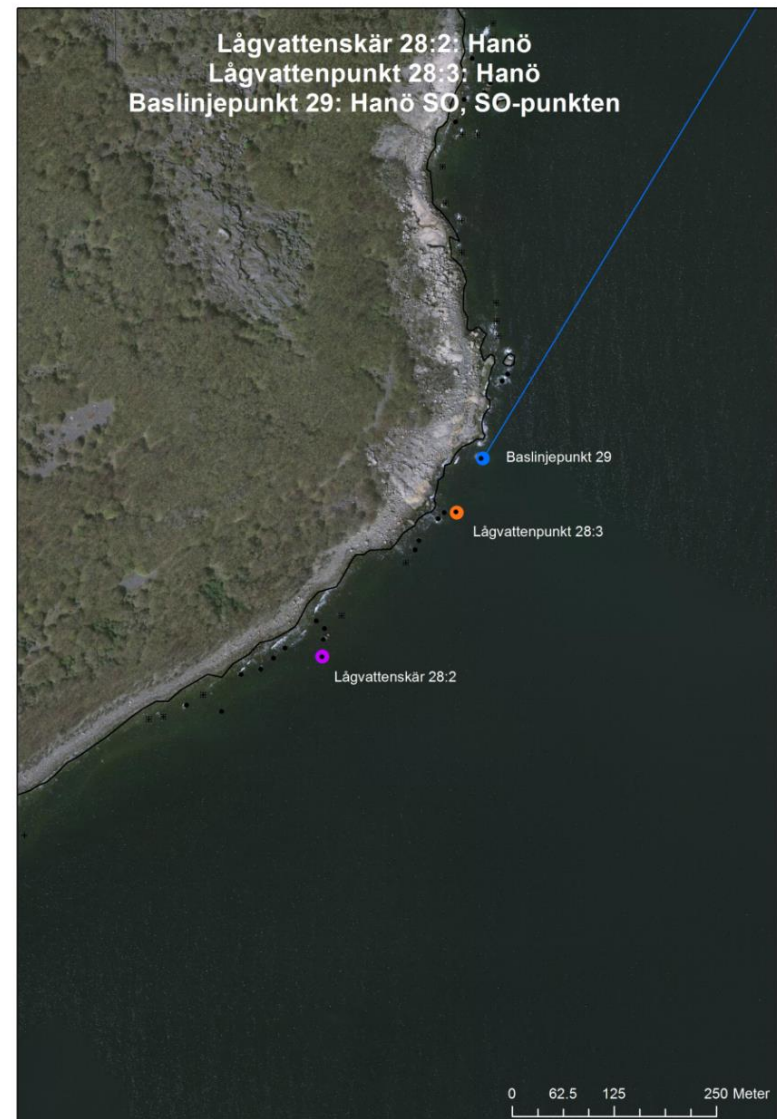 Lågvattenskär 28:2: Hanö
Lågvattenpunkt 28:3: Hanö
Baslinjepunkt 29: Hanö SO, SO-punkten
Baslinjepunkt 29
Lågvattenpunkt 28:3
Lågvattenskär 28:2
0 62.5 125 250 Meter